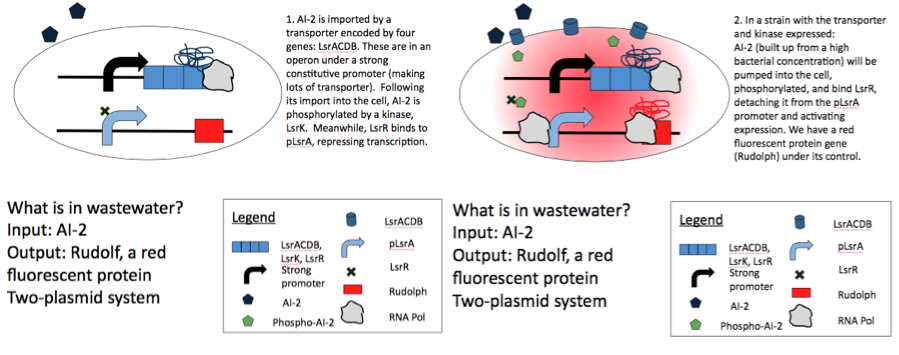 1. AI-2 is imported by a
transporter encoded by four
genes: LsrACDB. These are in an
operon under a strong
constitutive promoter (making
lots of transporter). Following
its import into the cell, AI-2 is
phosphorylated by a kinase,
LsrK. Meanwhile, LsrR binds to
pLsrA, repressing transcription.
2. In a strain with the transporter
and kinase expressed:
AI-2 (built up from a high
bacterial concentration) will be
pumped into the cell,
phosphorylated, and bind LsrR,
detaching it from the pLsrA
promoter and activating
expression. We have a red
fluorescent protein gene
(Rudolph) under its control.
What is in wastewater?
Input: AI-2
Output: Rudolf, a red
fluorescent protein
Two-plasmid system
Legend
LsrACDB,
LsrK, LsrR
Strong
promoter
AI-2
Phospho-AI-2
LsrACDB
pLsrA
LsrR
Rudolph
RNA Pol
What is in wastewater?
Input: AI-2
Output: Rudolf, a red
fluorescent protein
Two-plasmid system
Legend
LsrACDB,
LsrK, LsrR
Strong
promoter
AI-2
Phospho-AI-2
LsrACDB
pLsrA
LsrR
Rudolph
RNA Pol